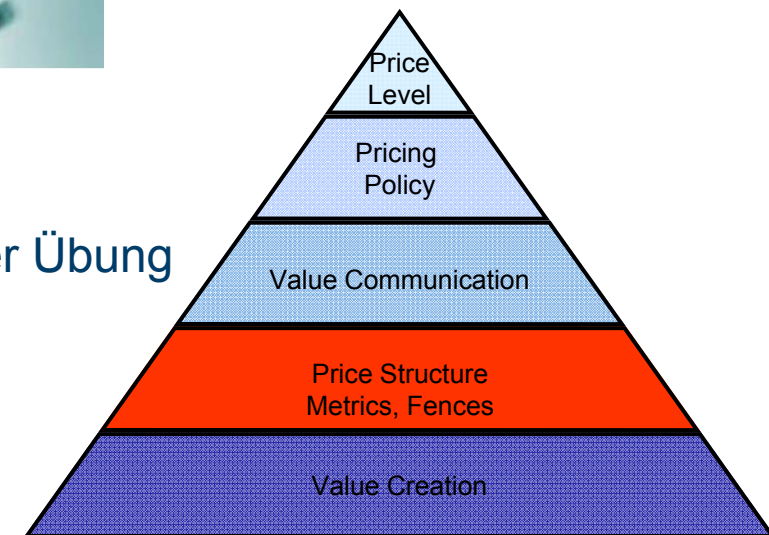 Price
Level
Pricing
Policy
er Übung
Value Communication
Price Structure
Metrics, Fences
Value Creation